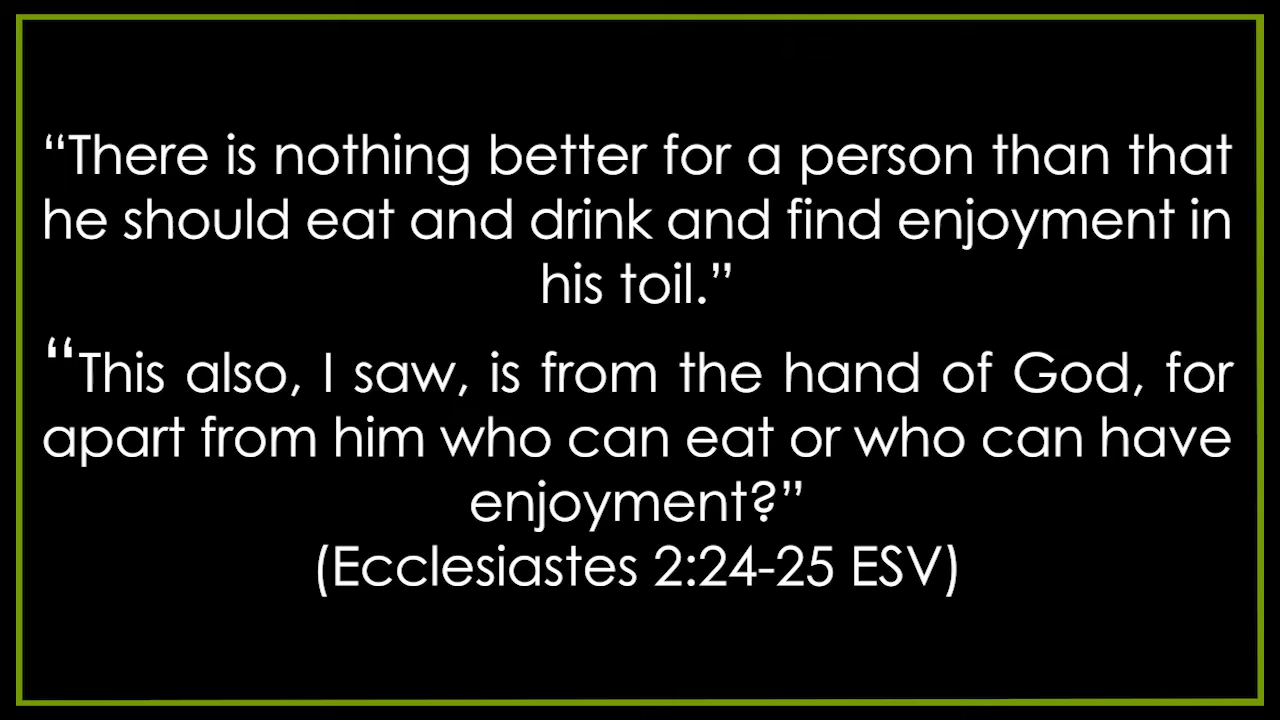 “There is nothing better for a person than that
he should eat and drink and find enjoyment in
his toil.”
“This also, I saw, is from the hand of God, for
apart from him who can eat or who can have
enjoyment?”
(Ecclesiastes 2:24-25 ESV)